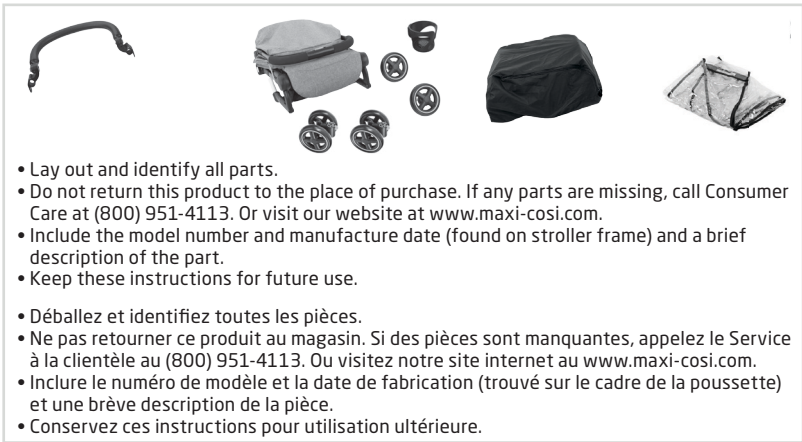 • Lay out and identify all parts.
• Do not return this product to the place of purchase. If any parts are missing, call Consumer
Care at (800) 951-4113. Or visit our website at www.maxi-cosi.com.
• Include the model number and manufacture date (found on stroller frame) and a brief
description of the part.
• Keep these instructions for future use.
• Déballez et identifiez toutes les pièces.
• Ne pas retourner ce produit au magasin. Si des pièces sont manquantes, appelez le Service
à la clientèle au (800) 951-4113. Ou visitez notre site internet au www.maxi-cosi.com.
• Inclure le numéro de modèle et la date de fabrication (trouvé sur le cadre de la poussette)
et une brève description de la pièce.
• Conservez ces instructions pour utilisation ultérieure.